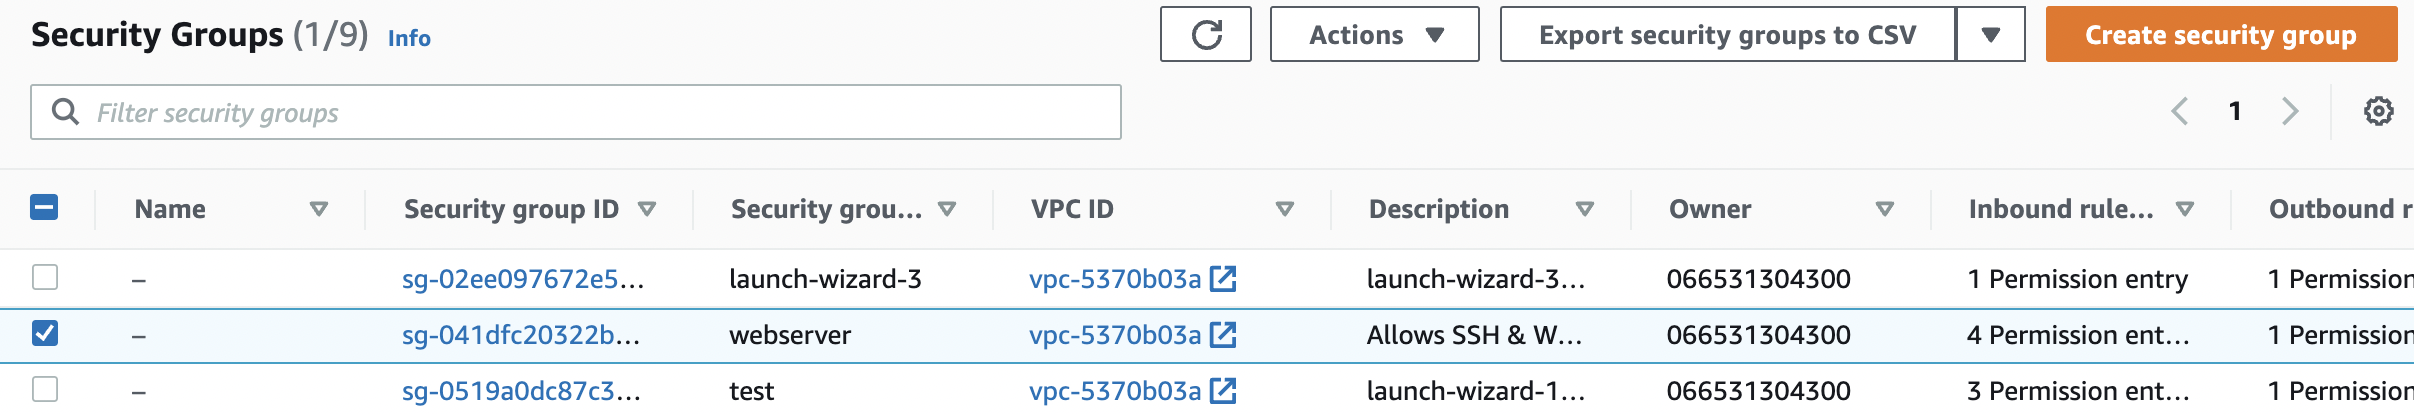 Security Groups (1/9) Info Actions Export security groups to CSV Create security group
Filter security groups 1
Name Security group ID Security grou... VPC ID Description Owner Inbound rule... Outbound r
– sg-02ee097672e5... launch-wizard-3 vpc-5370b03a launch-wizard-3... 066531304300 1 Permission entry 1 Permission
– sg-041dfc20322b... webserver vpc-5370b03a Allows SSH & W... 066531304300 4 Permission ent... 1 Permission
– sg-0519a0dc87c3... test vpc-5370b03a launch-wizard-1... 066531304300 3 Permission ent... 1 Permission